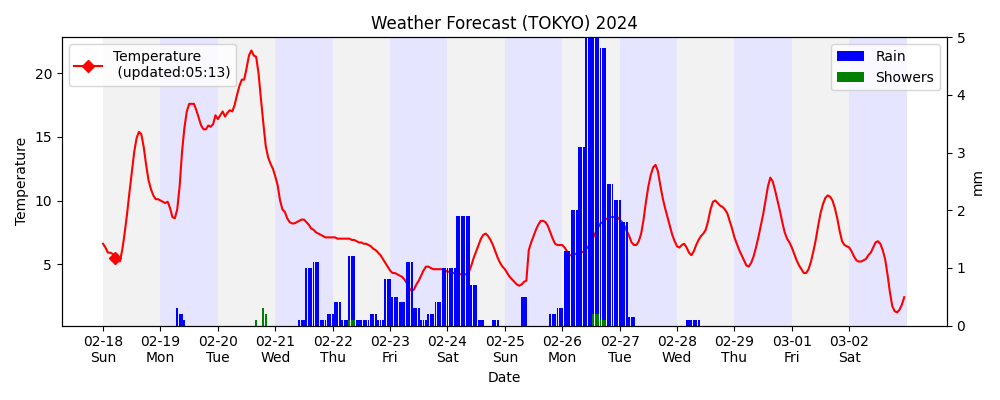 Weather Forecast (TOKYO) 2024
Temperature
(updated:05:13)
Rain
Showers
20
15
10
5
Temperature
5
4
3
2
1
0
mm
02-18 02-19 02-20 02-21 02-22 02-23 02-24 02-25 02-26 02-27 02-28 02-29 03-01 03-02
Sun Mon Tue Wed Thu Fri Sat Sun Mon Tue Wed Thu Fri Sat
Date